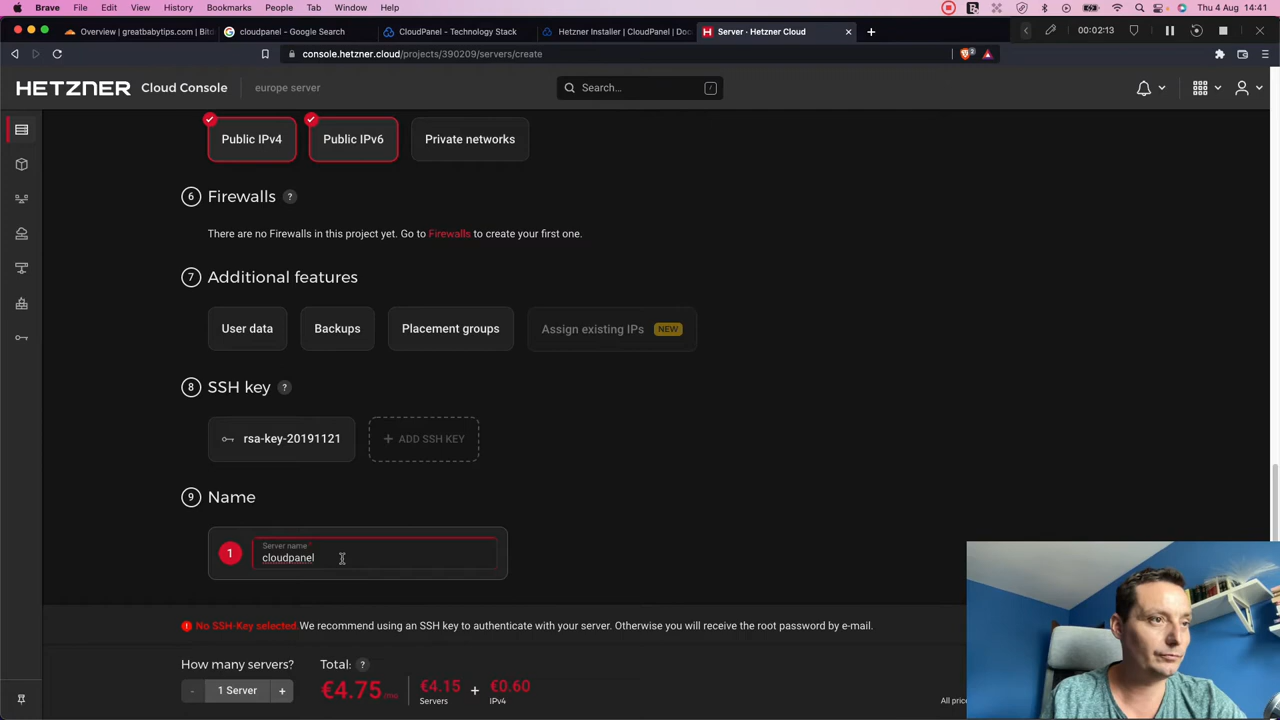 Brave File Edit View History Bookmarks People Tab Window Help Thu 4 Aug 14:41
Overview | greatbabytips.com | Bit cloudpanel - Google Search CloudPanel - Technology Stack Hetzner Installer | CloudPanel | Do Server · Hetzner Cloud 00:02:13
console.hetzner.cloud/projects/390209/servers/create
HETZNER Cloud Console europe server Search... /
Public IPv4 Public IPv6 Private networks
6 Firewalls ?
There are no Firewalls in this project yet. Go to Firewalls to create your first one.
7 Additional features
User data Backups Placement groups Assign existing IPs NEW
8 SSH key ?
rsa-key-20191121 + ADD SSH KEY
9 Name
Server name *
1 cloudpanel
No SSH-Key selected. We recommend using an SSH key to authenticate with your server. Otherwise you will receive the root password by e-mail.
How many servers? Total: ?
- 1 Server + €4.75 /mo €4.15 + €0.60
Servers IPv4 All price